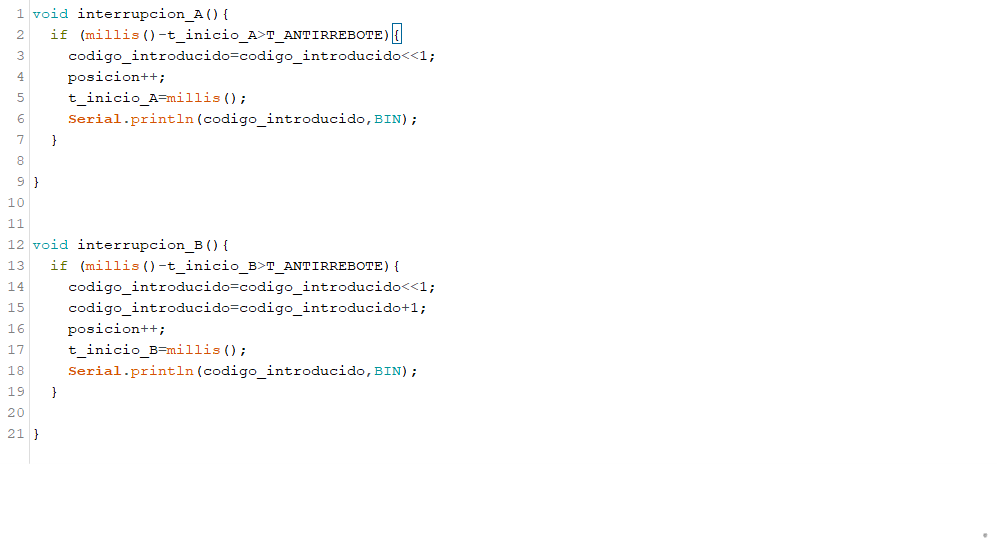 1 void interrupcion_A(){
2 if (millis()-t_inicio_A>T_ANTIRREBOTE){
3 codigo_introducido=codigo_introducido<<1;
4 posicion++;
5 t_inicio_A=millis();
6 Serial.println(codigo_introducido,BIN);
7 }
8
9 }
10
11
12 void interrupcion_B(){
13 if (millis()-t_inicio_B>T_ANTIRREBOTE){
14 codigo_introducido=codigo_introducido<<1;
15 codigo_introducido=codigo_introducido+1;
16 posicion++;
17 t_inicio_B=millis();
18 Serial.println(codigo_introducido,BIN);
19 }
20
21 }